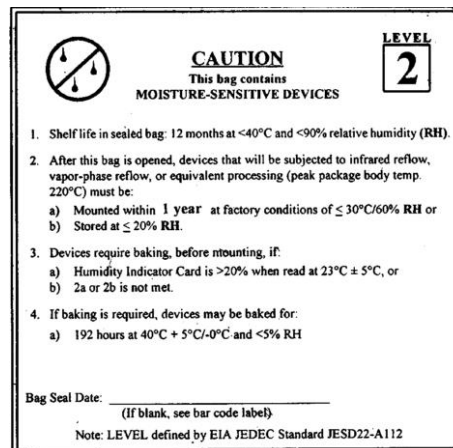 LEVEL
2
CAUTION
This bag contains
MOISTURE-SENSITIVE DEVICES
1. Shelf life in sealed bag: 12 months at <40°C and <90% relative humidity (RH).
2. After this bag is opened, devices that will be subjected to infrared reflow,
vapor-phase reflow, or equivalent processing (peak package body temp.
220°C) must be:
a) Mounted within 1 year at factory conditions of ≤ 30°C/60% RH or
b) Stored at ≤ 20% RH.
3. Devices require baking, before mounting, if:
a) Humidity Indicator Card is >20% when read at 23°C ± 5°C, or
b) 2a or 2b is not met.
4. If baking is required, devices may be baked for:
a) 192 hours at 40°C + 5°C/-0°C and <5% RH
Bag Seal Date:
(If blank, see bar code label)
Note: LEVEL defined by EIA JEDEC Standard JESD22-A112